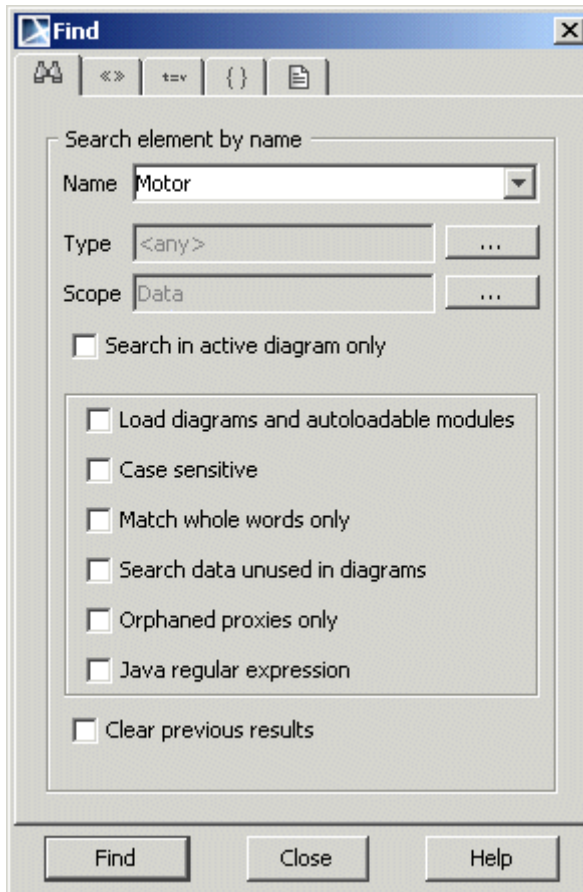 Find
«» t=v {}
Search element by name
Name Motor
Type <any> ...
Scope Data ...
Search in active diagram only
Load diagrams and autoloadable modules
Case sensitive
Match whole words only
Search data unused in diagrams
Orphaned proxies only
Java regular expression
Clear previous results
Find Close Help